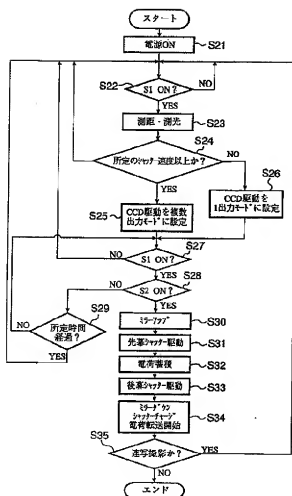 スタート
電源ON
S21
S22
S1 ON?
NO
YES
測距・測光
S23
S24
所定のシャッター速度以上か?
NO
YES
S26
S25
CCD駆動を複数
出力モードに設定
CCD駆動を
1出力モードに設定
S27
NO
S1 ON?
YES
S28
NO
S2 ON?
S29
YES
所定時間
経過?
NO
YES
ミラーアップ
S30
先幕シャッター駆動
S31
電荷蓄積
S32
後幕シャッター駆動
S33
ミラーダウン
シャッターチャージ
電荷転送開始
S34
S35
連写撮影か?
YES
NO
エンド